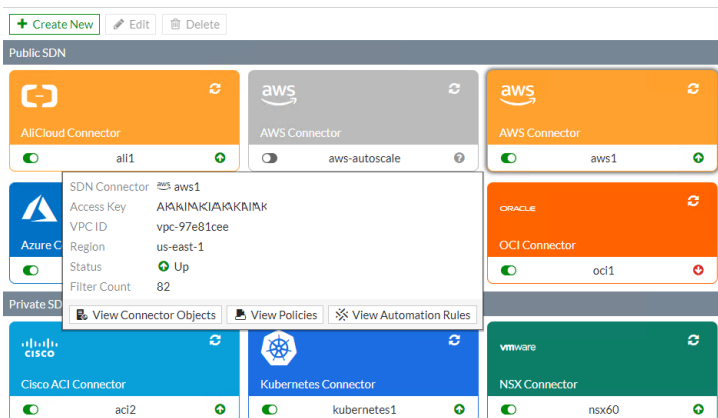 Create New Edit Delete
Public SDN
aws aws
AliCloud Connector AWS Connector AWS Connector
ali1 aws-autoscale aws1
SDN Connector aws aws1
Access Key
VPC ID vpc-97e81cee
ORACLE
Azure C Region us-east-1 OCI Connector
Status Up oci1
Filter Count 82
Private SD View Connector Objects View Policies View Automation Rules
cisco vmware
Cisco ACI Connector Kubernetes Connector NSX Connector
aci2 kubernetes1 nsx60